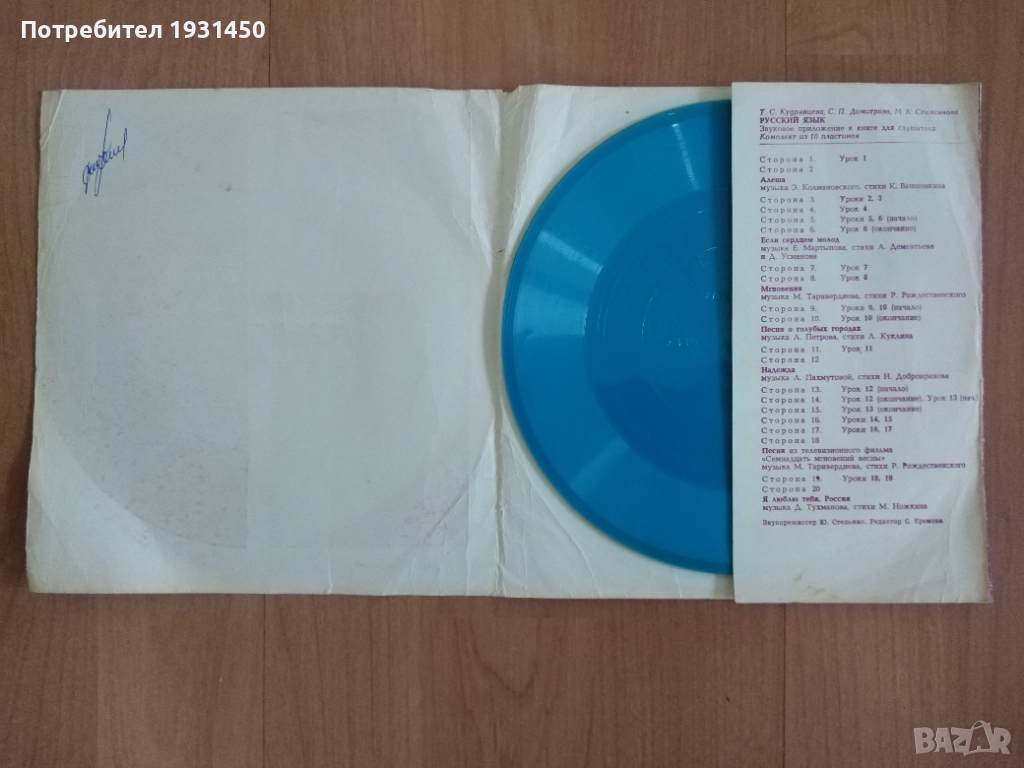 Потребител 1931450
Т. С. Кудрявцева, С. П. Димитрова, М. К.
РУССКИЙ ЯЗЫК
Звуковое приложение к книге для слушателя
Комплект из 10 пластинок
Сторона 1. Урок 1
Сторона 2
Алеша
музыка Э. Колмановского, стихи К. Ваншенкина
Сторона 3. Уроки 2, 3
Сторона 4. Урок 4
Сторона 5. Уроки 5, 6 (начало)
Сторона 6. Урок 6 (окончание)
Если сердцем молод
музыка Е. Мартынова, стихи А. Дементьева
и Д. Усманова
Сторона 7. Урок 7
Сторона 8. Урок 8
Мгновения
музыка М. Таривердиева, стихи Р. Рождественского
Сторона 9. Уроки 9, 10 (начало)
Сторона 10. Урок 10 (окончание)
Песня о голубых городах
музыка А. Петрова, стихи Л. Куклина
Сторона 11. Урок 11
Сторона 12
Надежда
музыка А. Пахмутовой, стихи Н. Добронравова
Сторона 13. Урок 12 (начало)
Сторона 14. Урок 12 (окончание), Урок 13 (нач.)
Сторона 15. Урок 13 (окончание)
Сторона 16. Уроки 14, 15
Сторона 17. Уроки 16, 17
Сторона 18
Песня из телевизионного фильма
«Семнадцать мгновений весны»
музыка М. Таривердиева, стихи Р. Рождественского
Сторона 19. Уроки 18, 19
Сторона 20
Я люблю тебя, Россия
музыка Д. Тухманова, стихи М. Ножкина
Звукорежиссер Ю. Стельник. Редактор С. Еремова
BAZAR